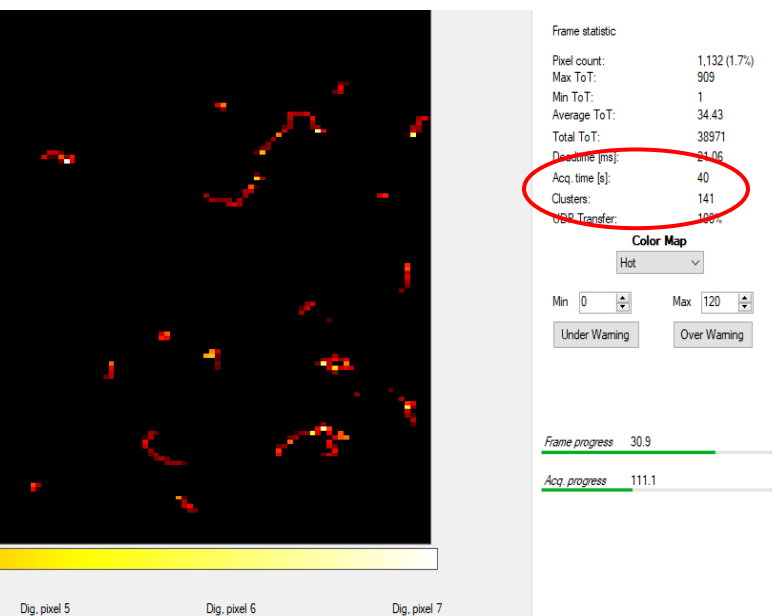 Frame statistic
Pixel count: 1,132 (1.7%)
Max ToT: 909
Min ToT: 1
Average ToT: 34.43
Total ToT: 38971
Deadtime [ms]: 21.06
Acq. time [s]: 40
Clusters: 141
UDP Transfer: 100%
Color Map
Hot
Min 0 Max 120
Under Warning Over Warning
Frame progress 30.9
Acq. progress 111.1
Dig, pixel 5 Dig, pixel 6 Dig, pixel 7